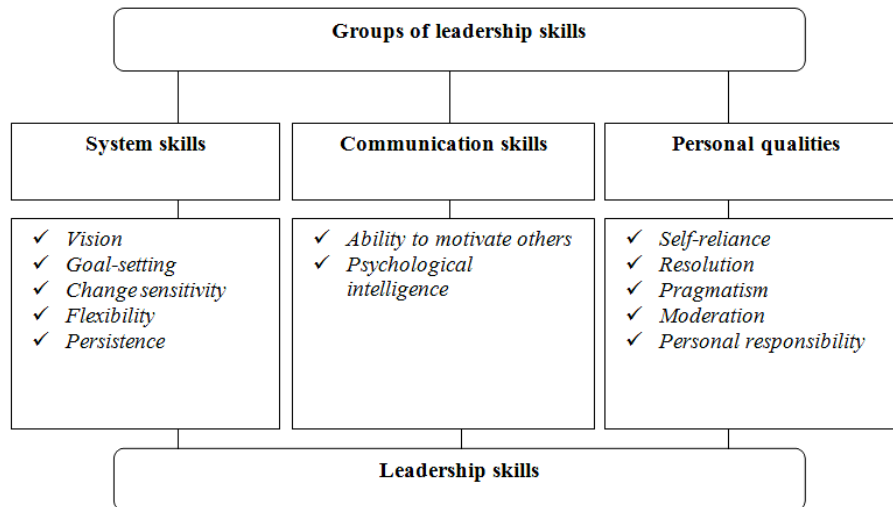 Groups of leadership skills
System skills
Communication skills
Personal qualities
✓ Vision
✓ Goal-setting
✓ Change sensitivity
✓ Flexibility
✓ Persistence
✓ Ability to motivate others
✓ Psychological
intelligence
✓ Self-reliance
✓ Resolution
✓ Pragmatism
✓ Moderation
✓ Personal responsibility
Leadership skills